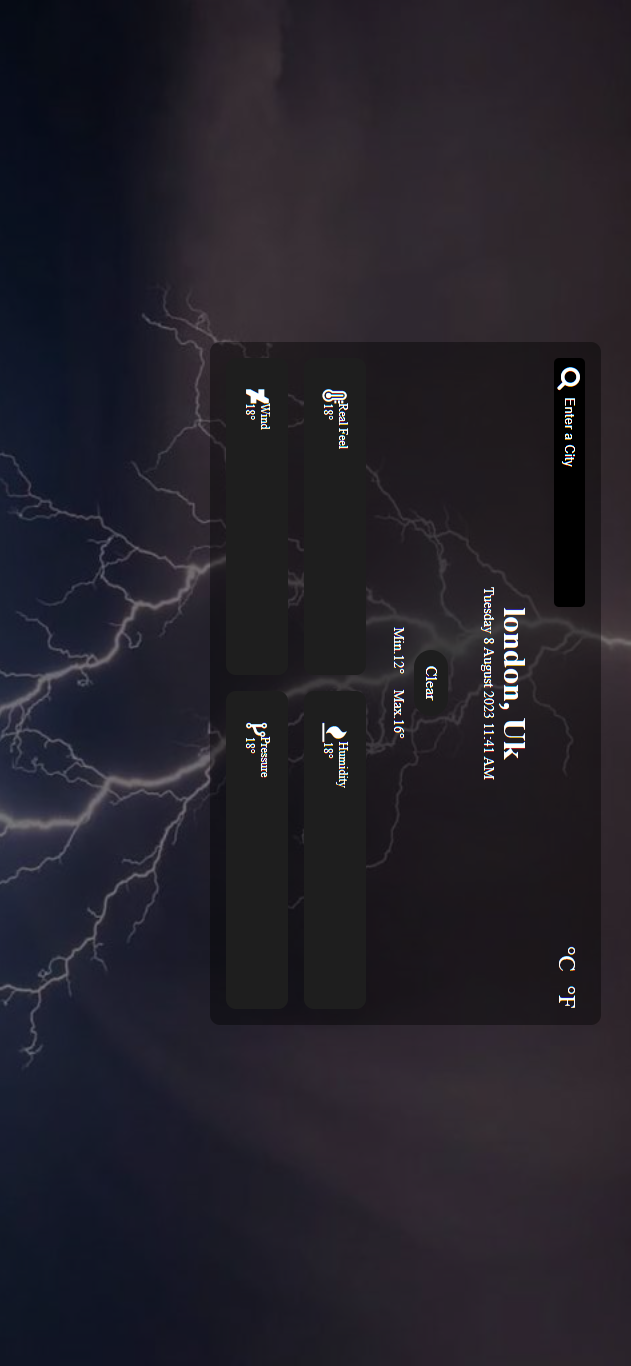 Enter a City
°C °F
london, Uk
Tuesday 8 August 2023 11:41 AM
Clear
Min.12° Max.16°
Real Feel
18°
Humidity
18°
Wind
18°
Pressure
18°